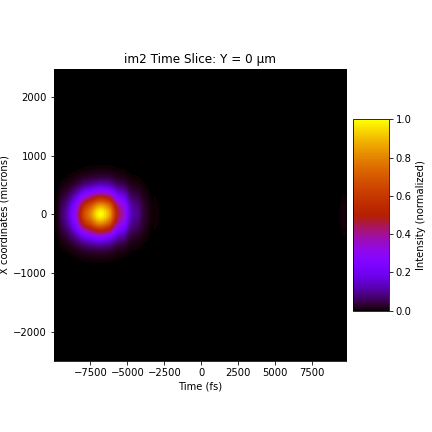 im2 Time Slice: Y = 0 μm
2000
1000
0
−1000
−2000
X coordinates (microns)
−7500 −5000 −2500 0 2500 5000 7500
Time (fs)
1.0
0.8
0.6
0.4
0.2
0.0
Intensity (normalized)